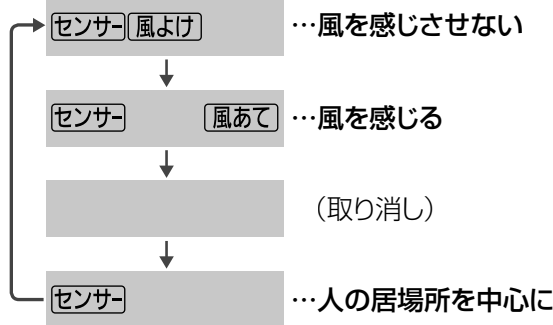 センサー 風よけ …風を感じさせない
センサー 風あて …風を感じる
（取り消し）
センサー …人の居場所を中心に